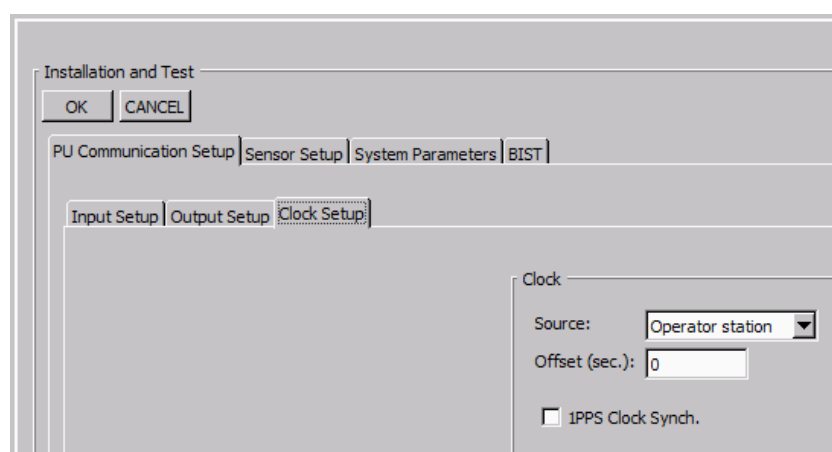 Installation and Test
OK CANCEL
PU Communication Setup Sensor Setup System Parameters BIST
Input Setup Output Setup Clock Setup
Clock
Source: Operator station
Offset (sec.): 0
1PPS Clock Synch.